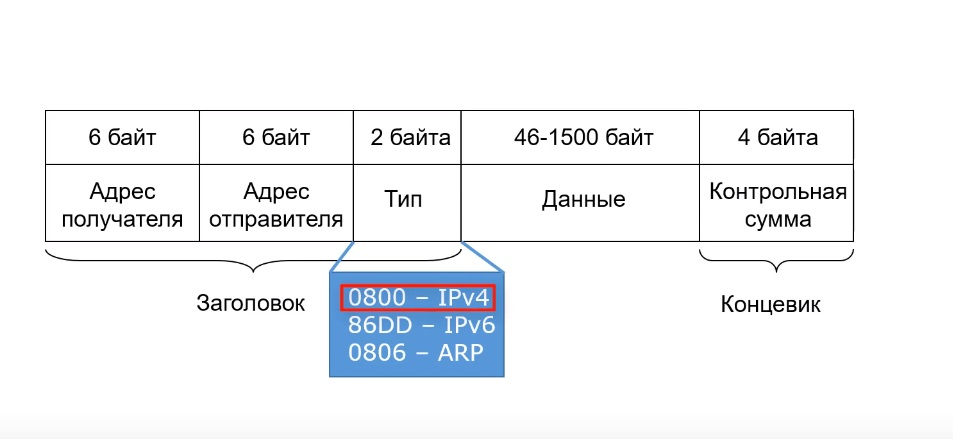 6 байт
6 байт
2 байта
46-1500 байт
4 байта
Адрес
получателя
Адрес
отправителя
Тип
Данные
Контрольная
сумма
Заголовок
0800 – IPv4
86DD – IPv6
0806 – ARP
Концевик